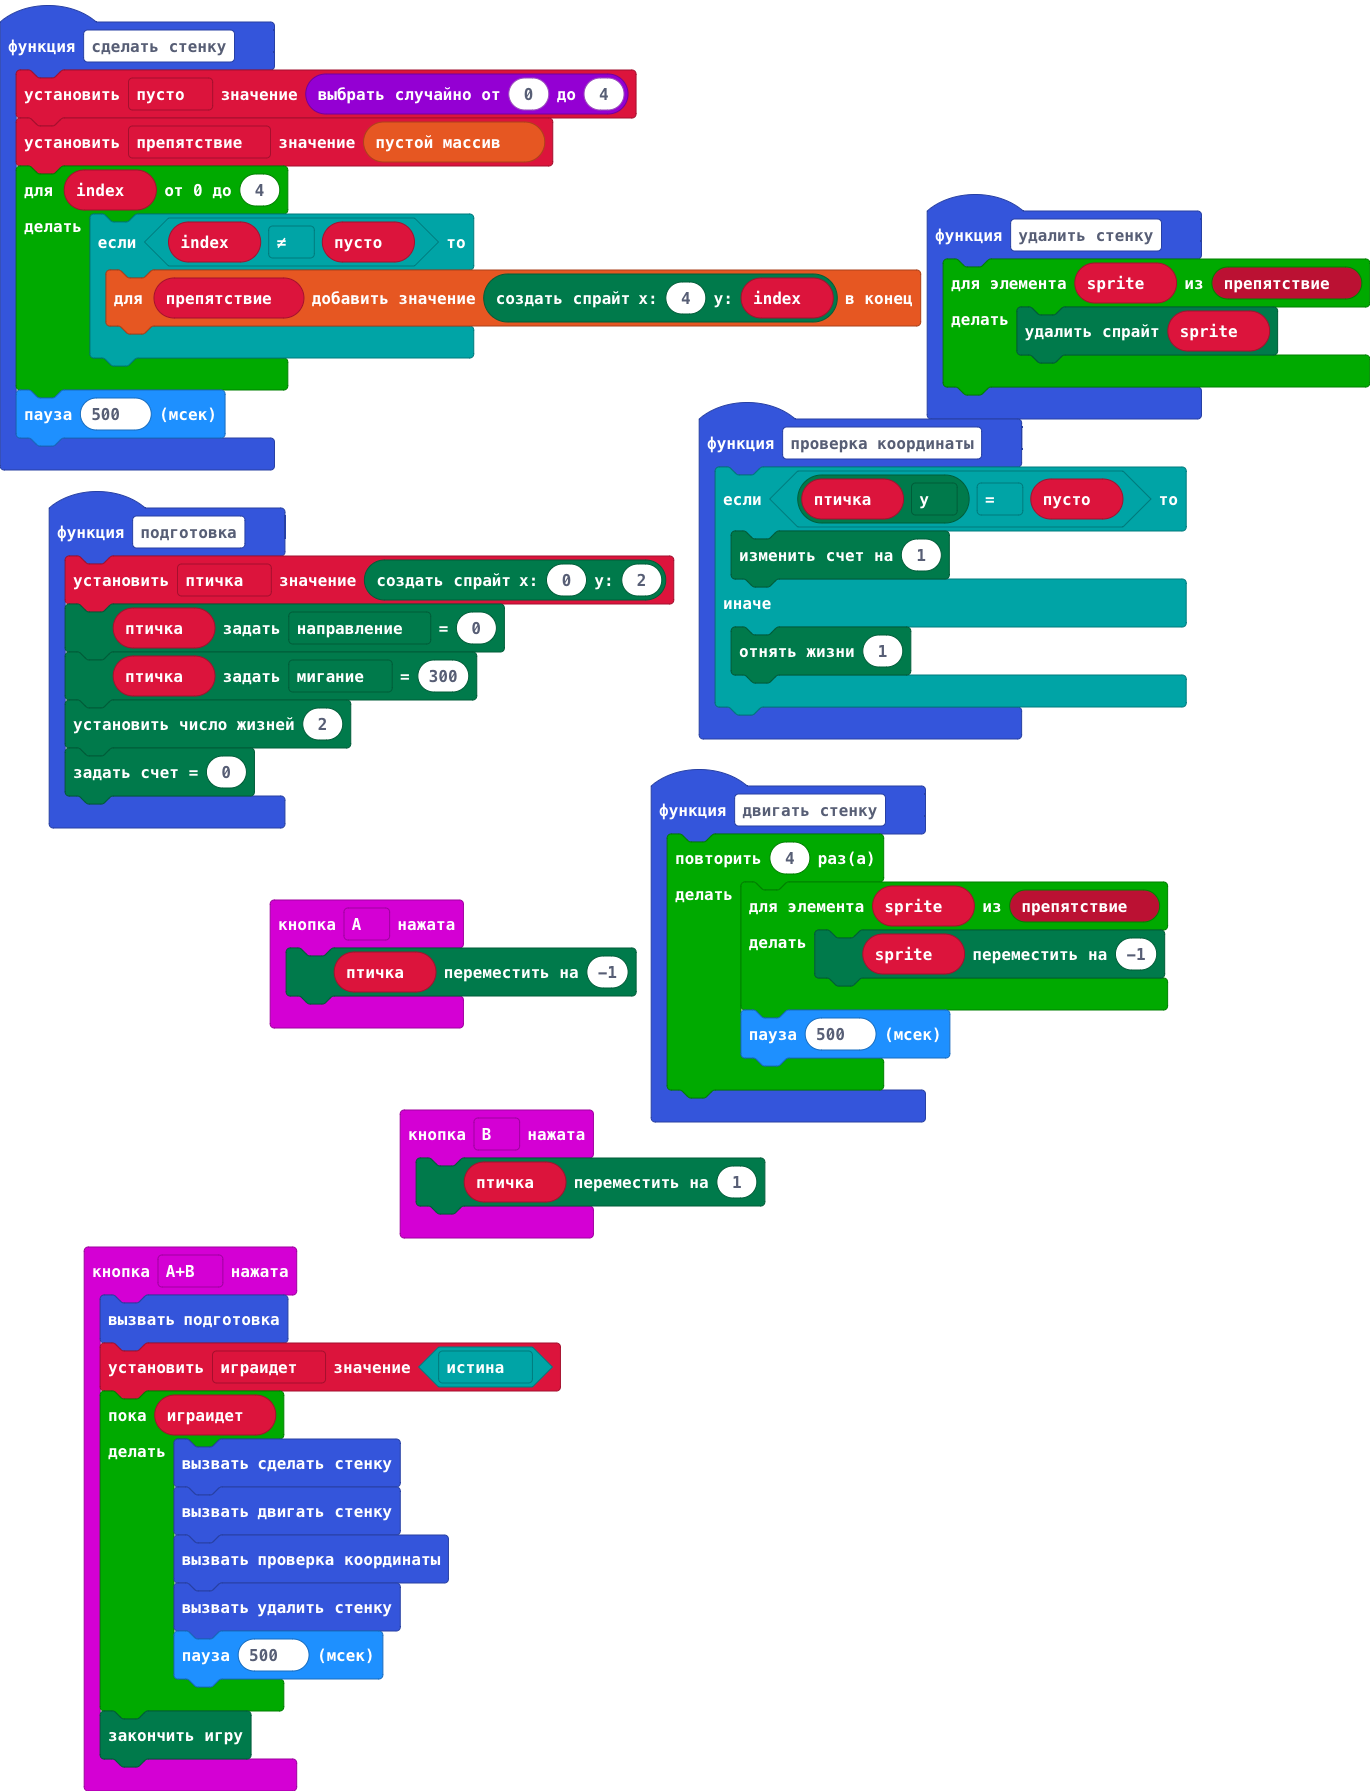 функция сделать стенку
установить пусто значение выбрать случайно от 0 до 4
установить препятствие значение пустой массив
для index от 0 до 4
делать
если index ≠ пусто то
для препятствие добавить значение создать спрайт x: 4 y: index в конец
пауза 500 (мсек)
функция удалить стенку
для элемента sprite из препятствие
делать
удалить спрайт sprite
функция проверка координаты
если птичка y = пусто то
изменить счет на 1
иначе
отнять жизни 1
функция подготовка
установить птичка значение создать спрайт x: 0 y: 2
птичка задать направление = 0
птичка задать мигание = 300
установить число жизней 2
задать счет = 0
функция двигать стенку
повторить 4 раз(а)
делать
для элемента sprite из препятствие
делать
sprite переместить на −1
пауза 500 (мсек)
кнопка A нажата
птичка переместить на −1
кнопка B нажата
птичка переместить на 1
кнопка A+B нажата
вызвать подготовка
установить играидет значение истина
пока играидет
делать
вызвать сделать стенку
вызвать двигать стенку
вызвать проверка координаты
вызвать удалить стенку
пауза 500 (мсек)
закончить игру